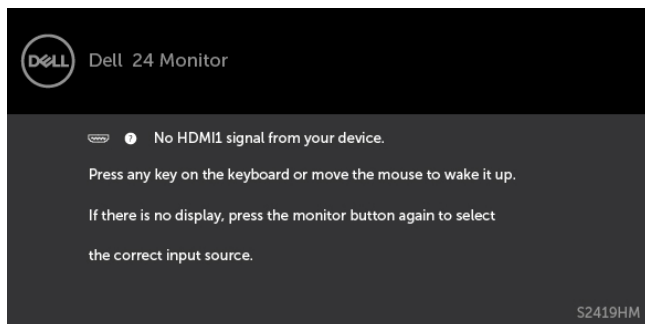 DELL
Dell 24 Monitor
? No HDMI1 signal from your device.
Press any key on the keyboard or move the mouse to wake it up.
If there is no display, press the monitor button again to select
the correct input source.
S2419HM